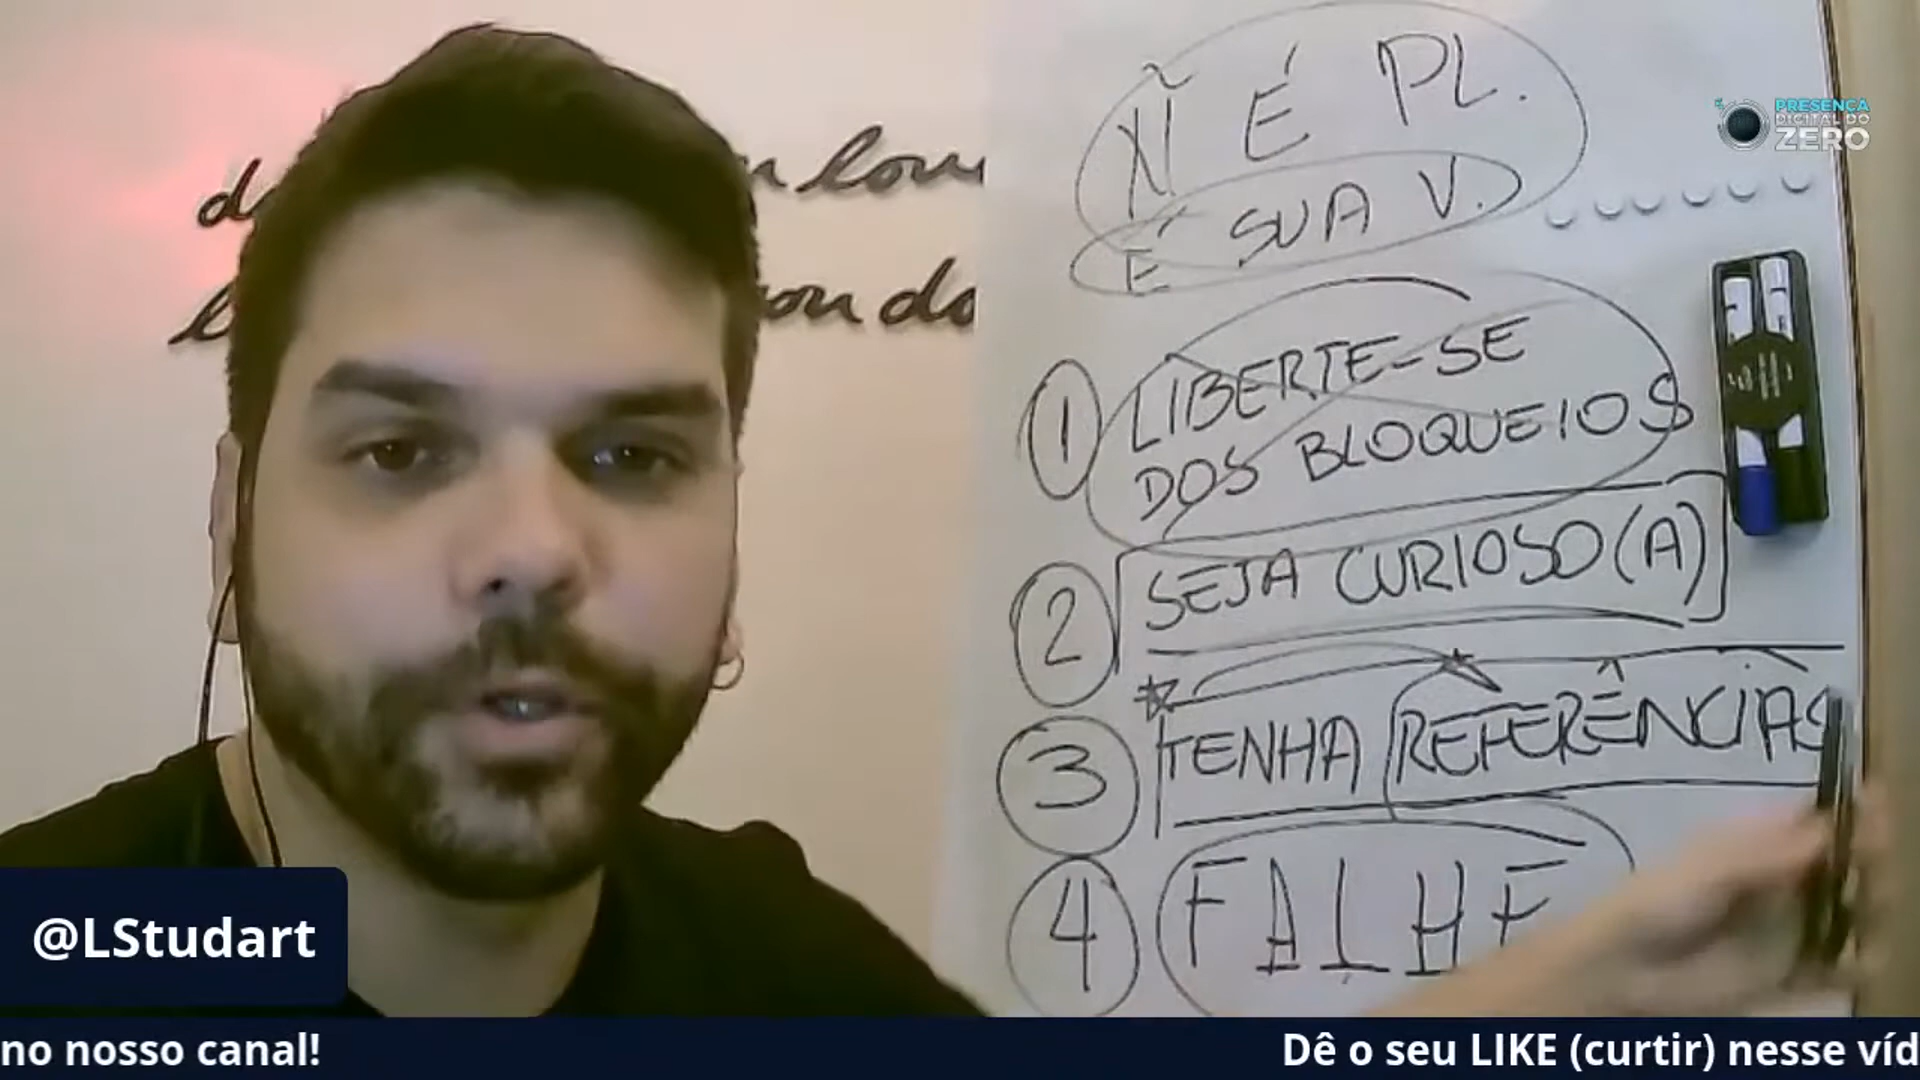 Ñ É PL.
É SUA V.
PRESENÇA
DIGITAL DO
ZERO
1 LIBERTE-SE
DOS BLOQUEIOS
2 SEJA CURIOSO(A)
3 TENHA REFERÊNCIAS
4 FALHE
@LStudart
no nosso canal!
Dê o seu LIKE (curtir) nesse víd